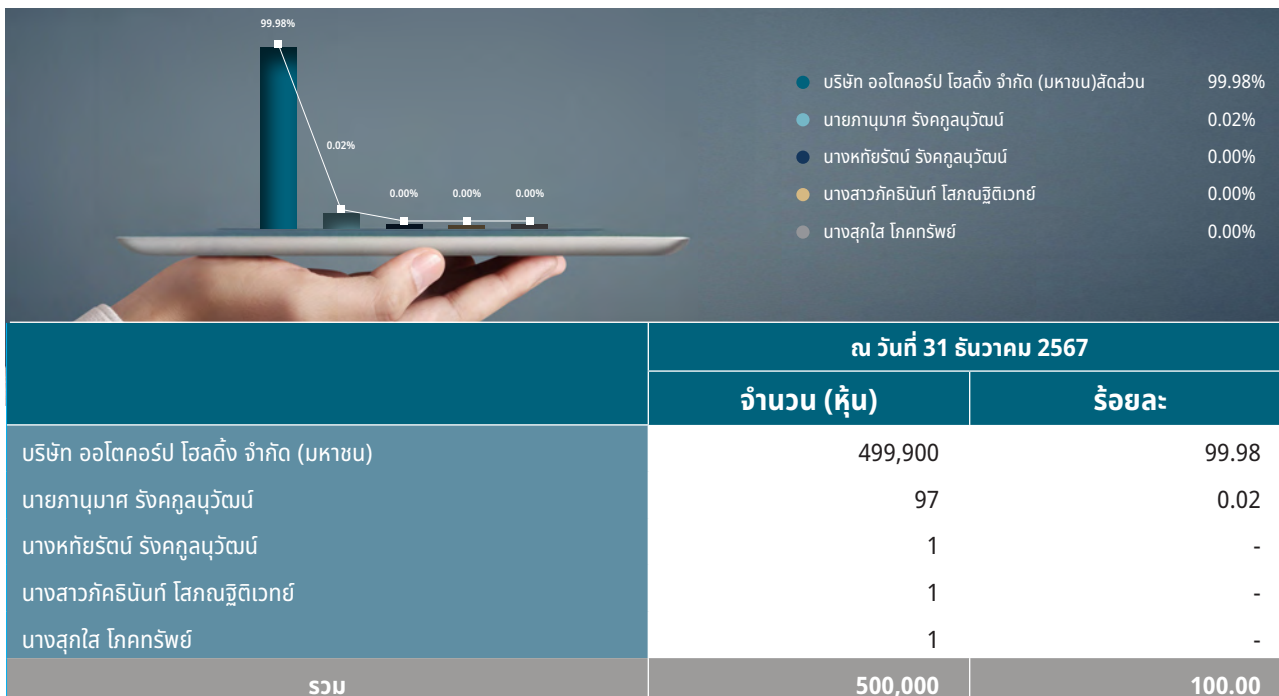 99.98%
0.02%
0.00% 0.00% 0.00%
บริษัท ออโตคอร์ป โฮลดิ้ง จำกัด (มหาชน)สัดส่วน 99.98%
นายภานุมาศ รังคกูลนุวัฒน์ 0.02%
นางหทัยรัตน์ รังคกูลนุวัฒน์ 0.00%
นางสาวภัคธินันท์ โสภณฐิติเวทย์ 0.00%
นางสุกใส โภคทรัพย์ 0.00%
ณ วันที่ 31 ธันวาคม 2567
จำนวน (หุ้น) ร้อยละ
บริษัท ออโตคอร์ป โฮลดิ้ง จำกัด (มหาชน) 499,900 99.98
นายภานุมาศ รังคกูลนุวัฒน์ 97 0.02
นางหทัยรัตน์ รังคกูลนุวัฒน์ 1 -
นางสาวภัคธินันท์ โสภณฐิติเวทย์ 1 -
นางสุกใส โภคทรัพย์ 1 -
รวม 500,000 100.00